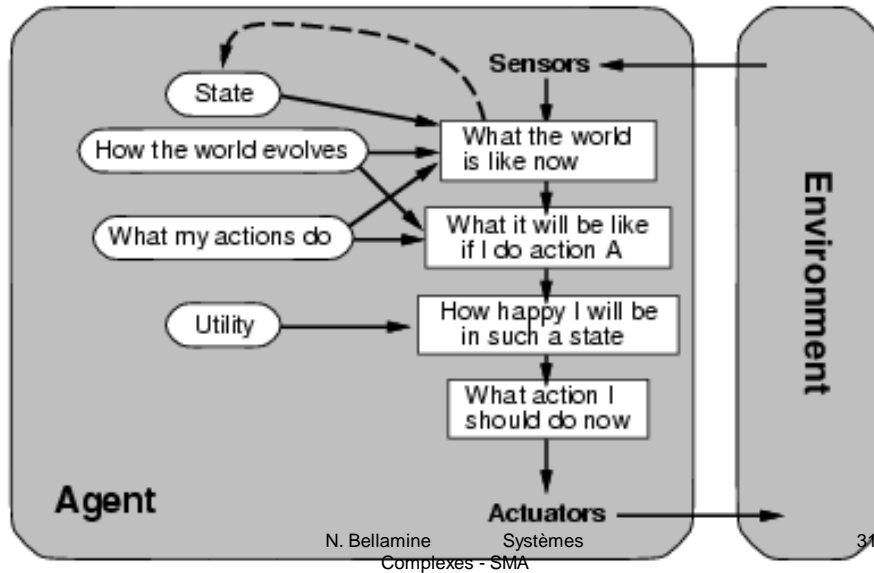 Sensors
State
What the world
is like now
How the world evolves
What it will be like
if I do action A
What my actions do
How happy I will be
in such a state
Utility
What action I
should do now
Environment
Agent
Actuators
N. Bellamine Systèmes
Complexes - SMA
31